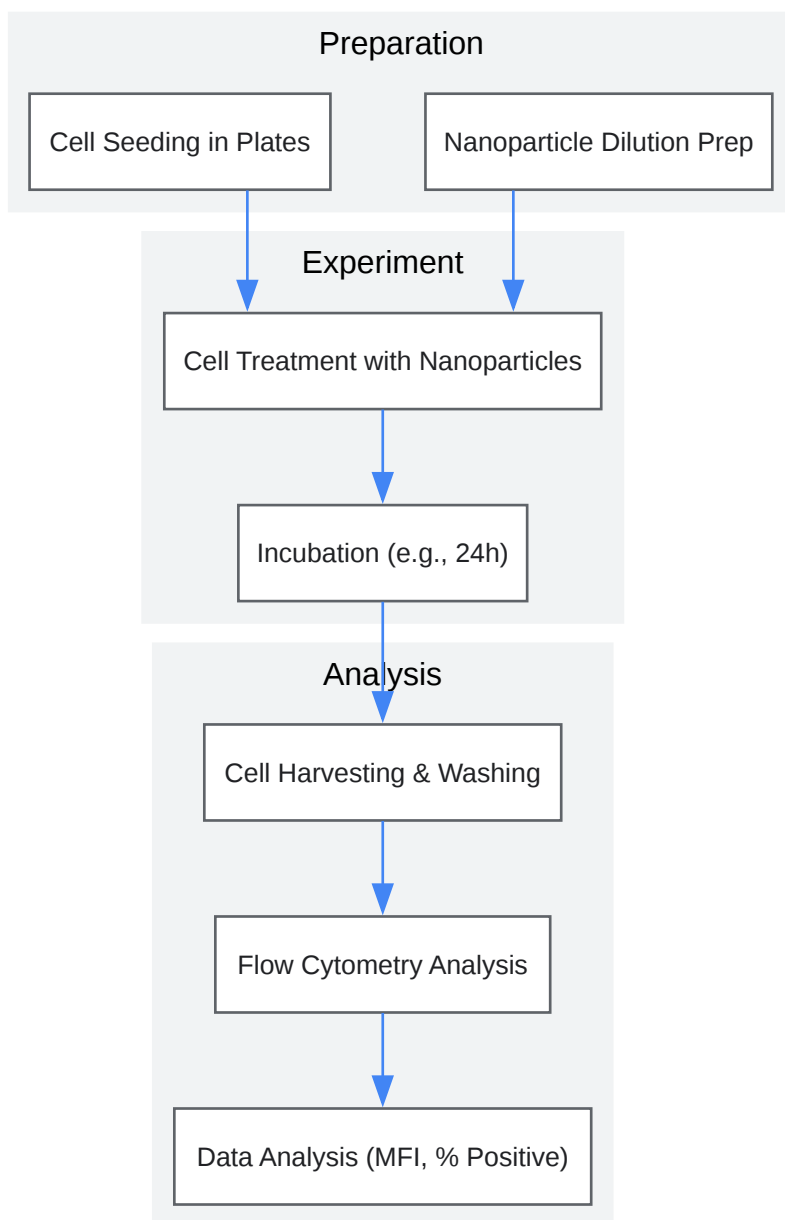 Preparation
Cell Seeding in Plates
Nanoparticle Dilution Prep
Experiment
Cell Treatment with Nanoparticles
Incubation (e.g., 24h)
Analysis
Cell Harvesting & Washing
Flow Cytometry Analysis
Data Analysis (MFI, % Positive)